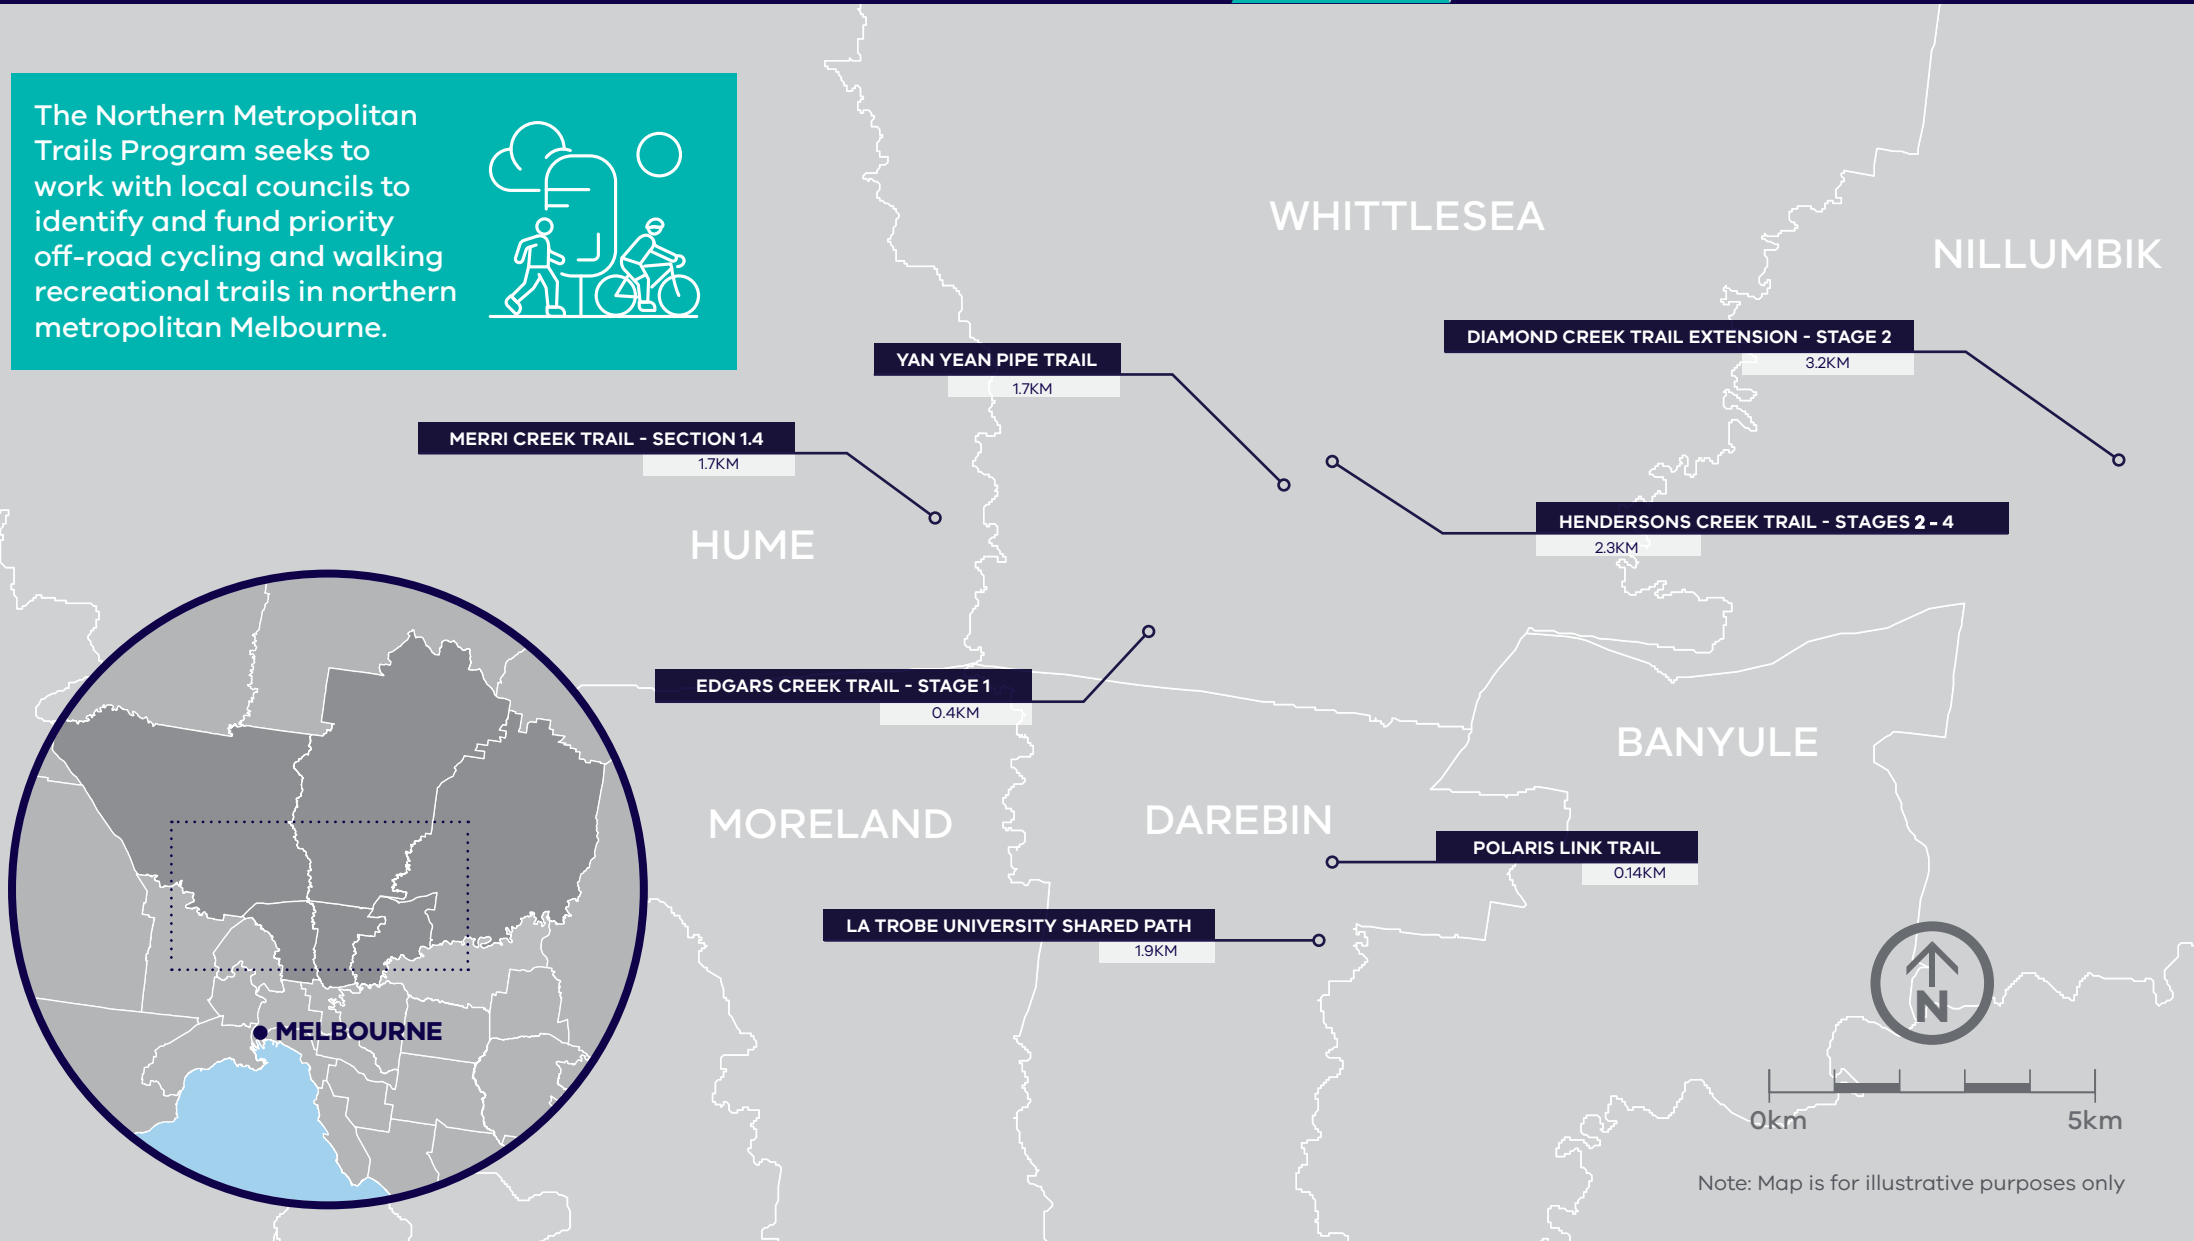 The Northern Metropolitan
Trails Program seeks to
work with local councils to
identify and fund priority
off-road cycling and walking
recreational trails in northern
metropolitan Melbourne.
WHITTLESEA
NILLUMBIK
DIAMOND CREEK TRAIL EXTENSION - STAGE 2
3.2KM
YAN YEAN PIPE TRAIL
1.7KM
MERRI CREEK TRAIL - SECTION 1.4
1.7KM
HENDERSONS CREEK TRAIL - STAGES 2 - 4
2.3KM
HUME
EDGARS CREEK TRAIL - STAGE 1
0.4KM
BANYULE
MORELAND
DAREBIN
POLARIS LINK TRAIL
0.14KM
LA TROBE UNIVERSITY SHARED PATH
1.9KM
N
MELBOURNE
0km
5km
Note: Map is for illustrative purposes only